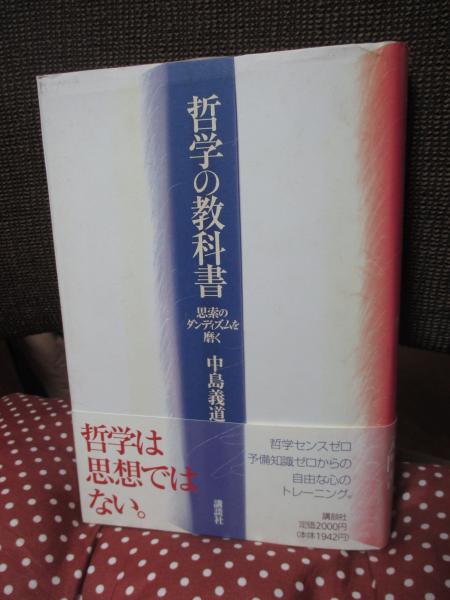 哲学の教科書
思索の
ダンディズムを
磨く
中島義道
哲学は
思想では
ない。
講談社
哲学センスゼロ
予備知識ゼロからの
自由な心の
トレーニング。
講談社
定価2000円
(本体1942円)